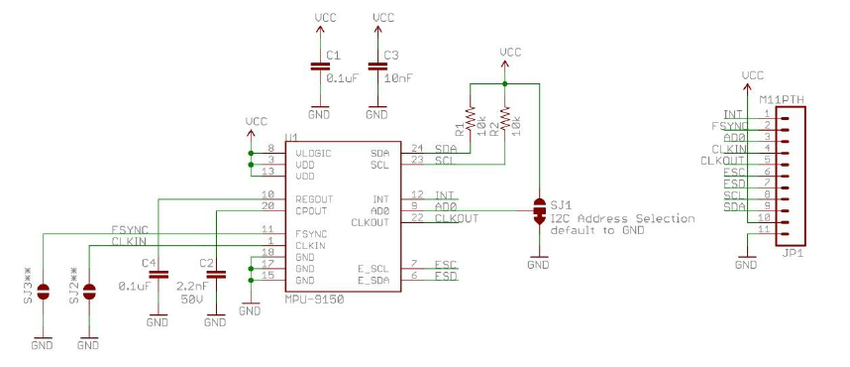 VCC
VCC
C1
0.1uF
GND
C3
10nF
GND
VCC
R1
10k
R2
10k
VCC
U1
8 VLOGIC
3 VDD
13 VDD
10 REGOUT
20 CPOUT
11 FSYNC
1 CLKIN
18 GND
17 GND
15 GND
SDA 24 SDA
SCL 23 SCL
INT 12 INT
AD0 9 AD0
CLKOUT 22 CLKOUT
E_SCL 7 ESC
E_SDA 6 ESD
MPU-9150
FSYNC
CLKIN
SJ3**
GND
SJ2**
GND
C4
0.1uF
GND
C2
2.2nF
50V
GND
GND
SJ1
I2C Address Selection
default to GND
GND
VCC
M11PTH
INT 1
FSYNC 2
AD0 3
CLKIN 4
CLKOUT 5
ESC 6
ESD 7
SCL 8
SDA 9
10
11
GND
JP1